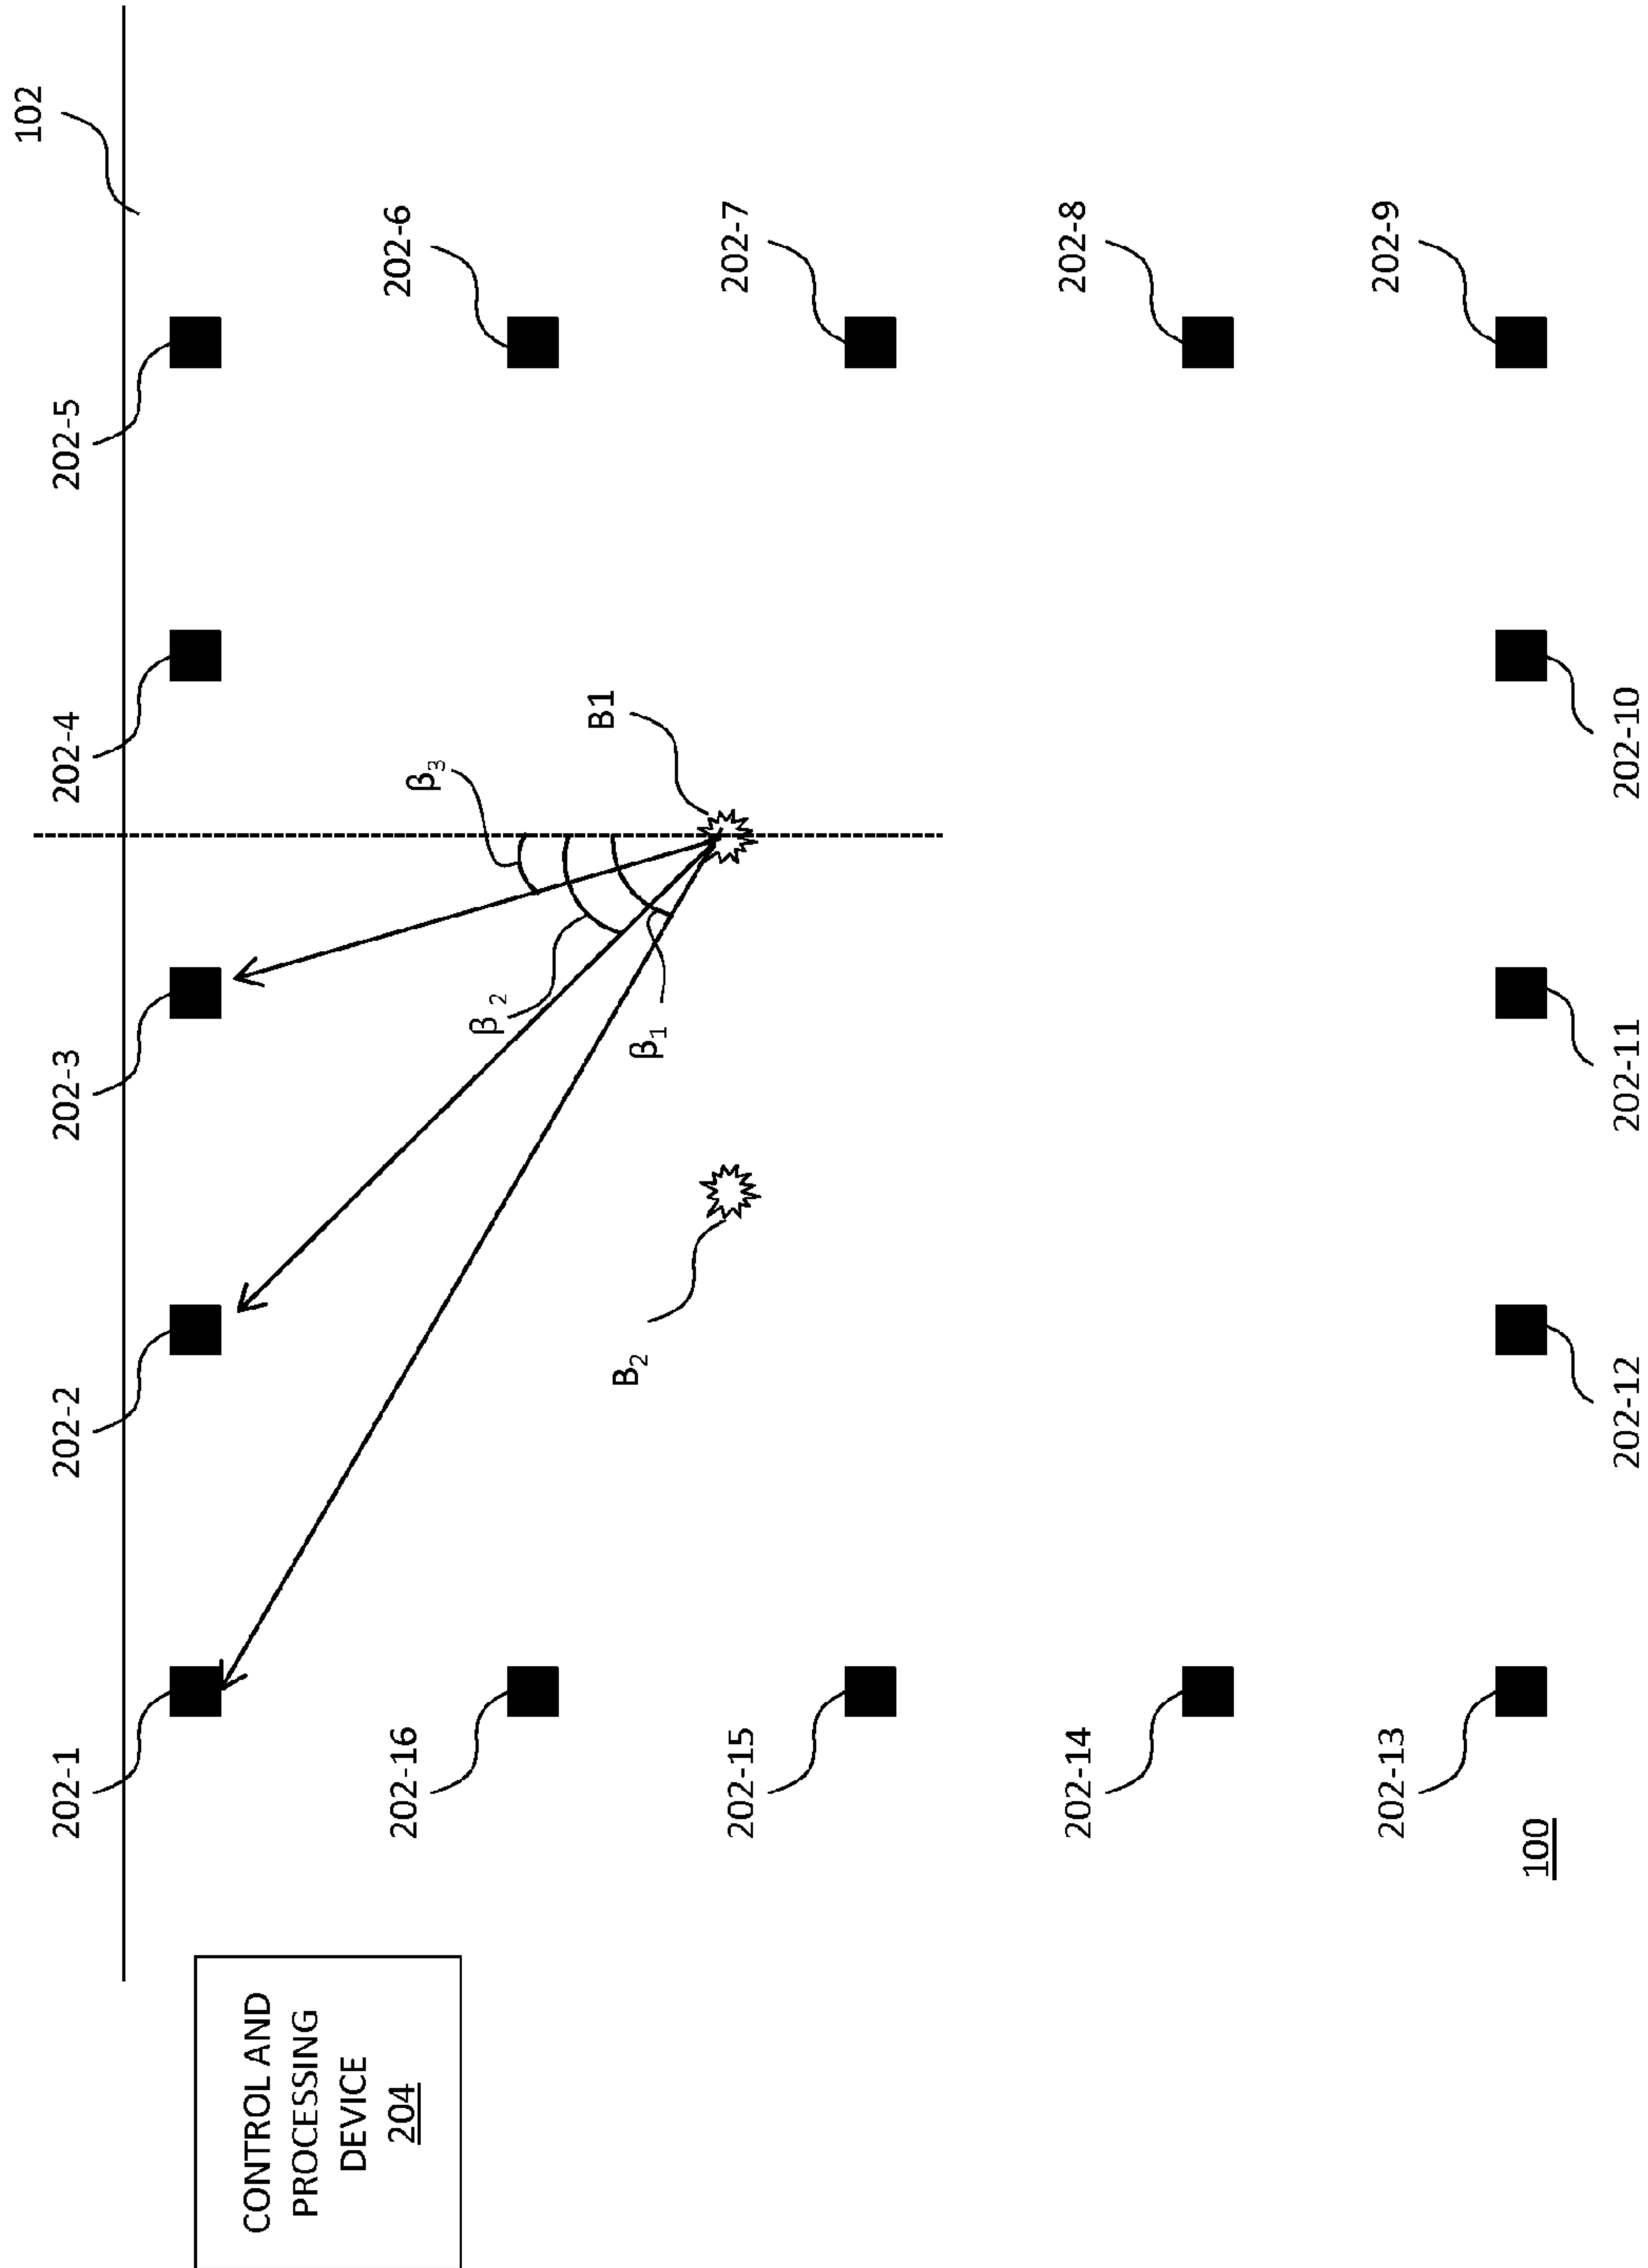 102
202-1
202-2
202-3
202-4
202-5
CONTROL AND
PROCESSING
DEVICE
204
202-16
202-6
β₃
β₂
B1
B₂
β₁
202-15
202-7
202-14
202-8
202-13
202-9
100
202-12
202-11
202-10